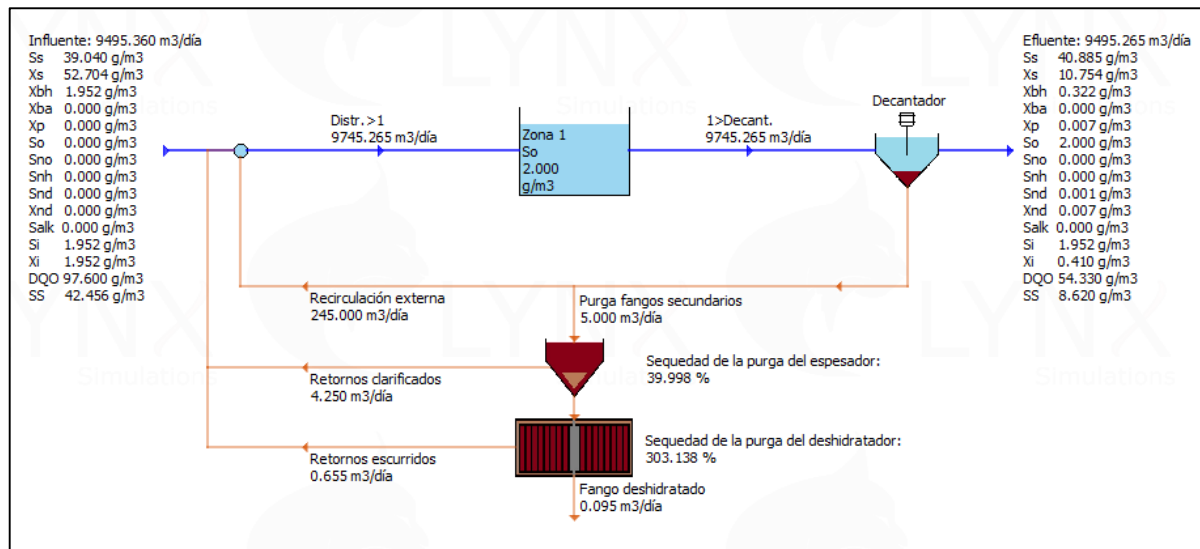 Influente: 9495.360 m3/día
Ss 39.040 g/m3
Xs 52.704 g/m3
Xbh 1.952 g/m3
Xba 0.000 g/m3
Xp 0.000 g/m3
So 0.000 g/m3
Sno 0.000 g/m3
Snh 0.000 g/m3
Snd 0.000 g/m3
Xnd 0.000 g/m3
Salk 0.000 g/m3
Si 1.952 g/m3
Xi 1.952 g/m3
DQO 97.600 g/m3
SS 42.456 g/m3
Distr.>1
9745.265 m3/día
Zona 1
So
2.000
g/m3
1>Decant.
9745.265 m3/día
Decantador
Efluente: 9495.265 m3/día
Ss 40.885 g/m3
Xs 10.754 g/m3
Xbh 0.322 g/m3
Xba 0.000 g/m3
Xp 0.007 g/m3
So 2.000 g/m3
Sno 0.000 g/m3
Snh 0.000 g/m3
Snd 0.001 g/m3
Xnd 0.007 g/m3
Salk 0.000 g/m3
Si 1.952 g/m3
Xi 0.410 g/m3
DQO 54.330 g/m3
SS 8.620 g/m3
Recirculación externa
245.000 m3/día
Purga fangos secundarios
5.000 m3/día
Retornos clarificados
4.250 m3/día
Sequedad de la purga del espesador:
39.998 %
Retornos escurridos
0.655 m3/día
Sequedad de la purga del deshidratador:
303.138 %
Fango deshidratado
0.095 m3/día
LYNX
Simulations